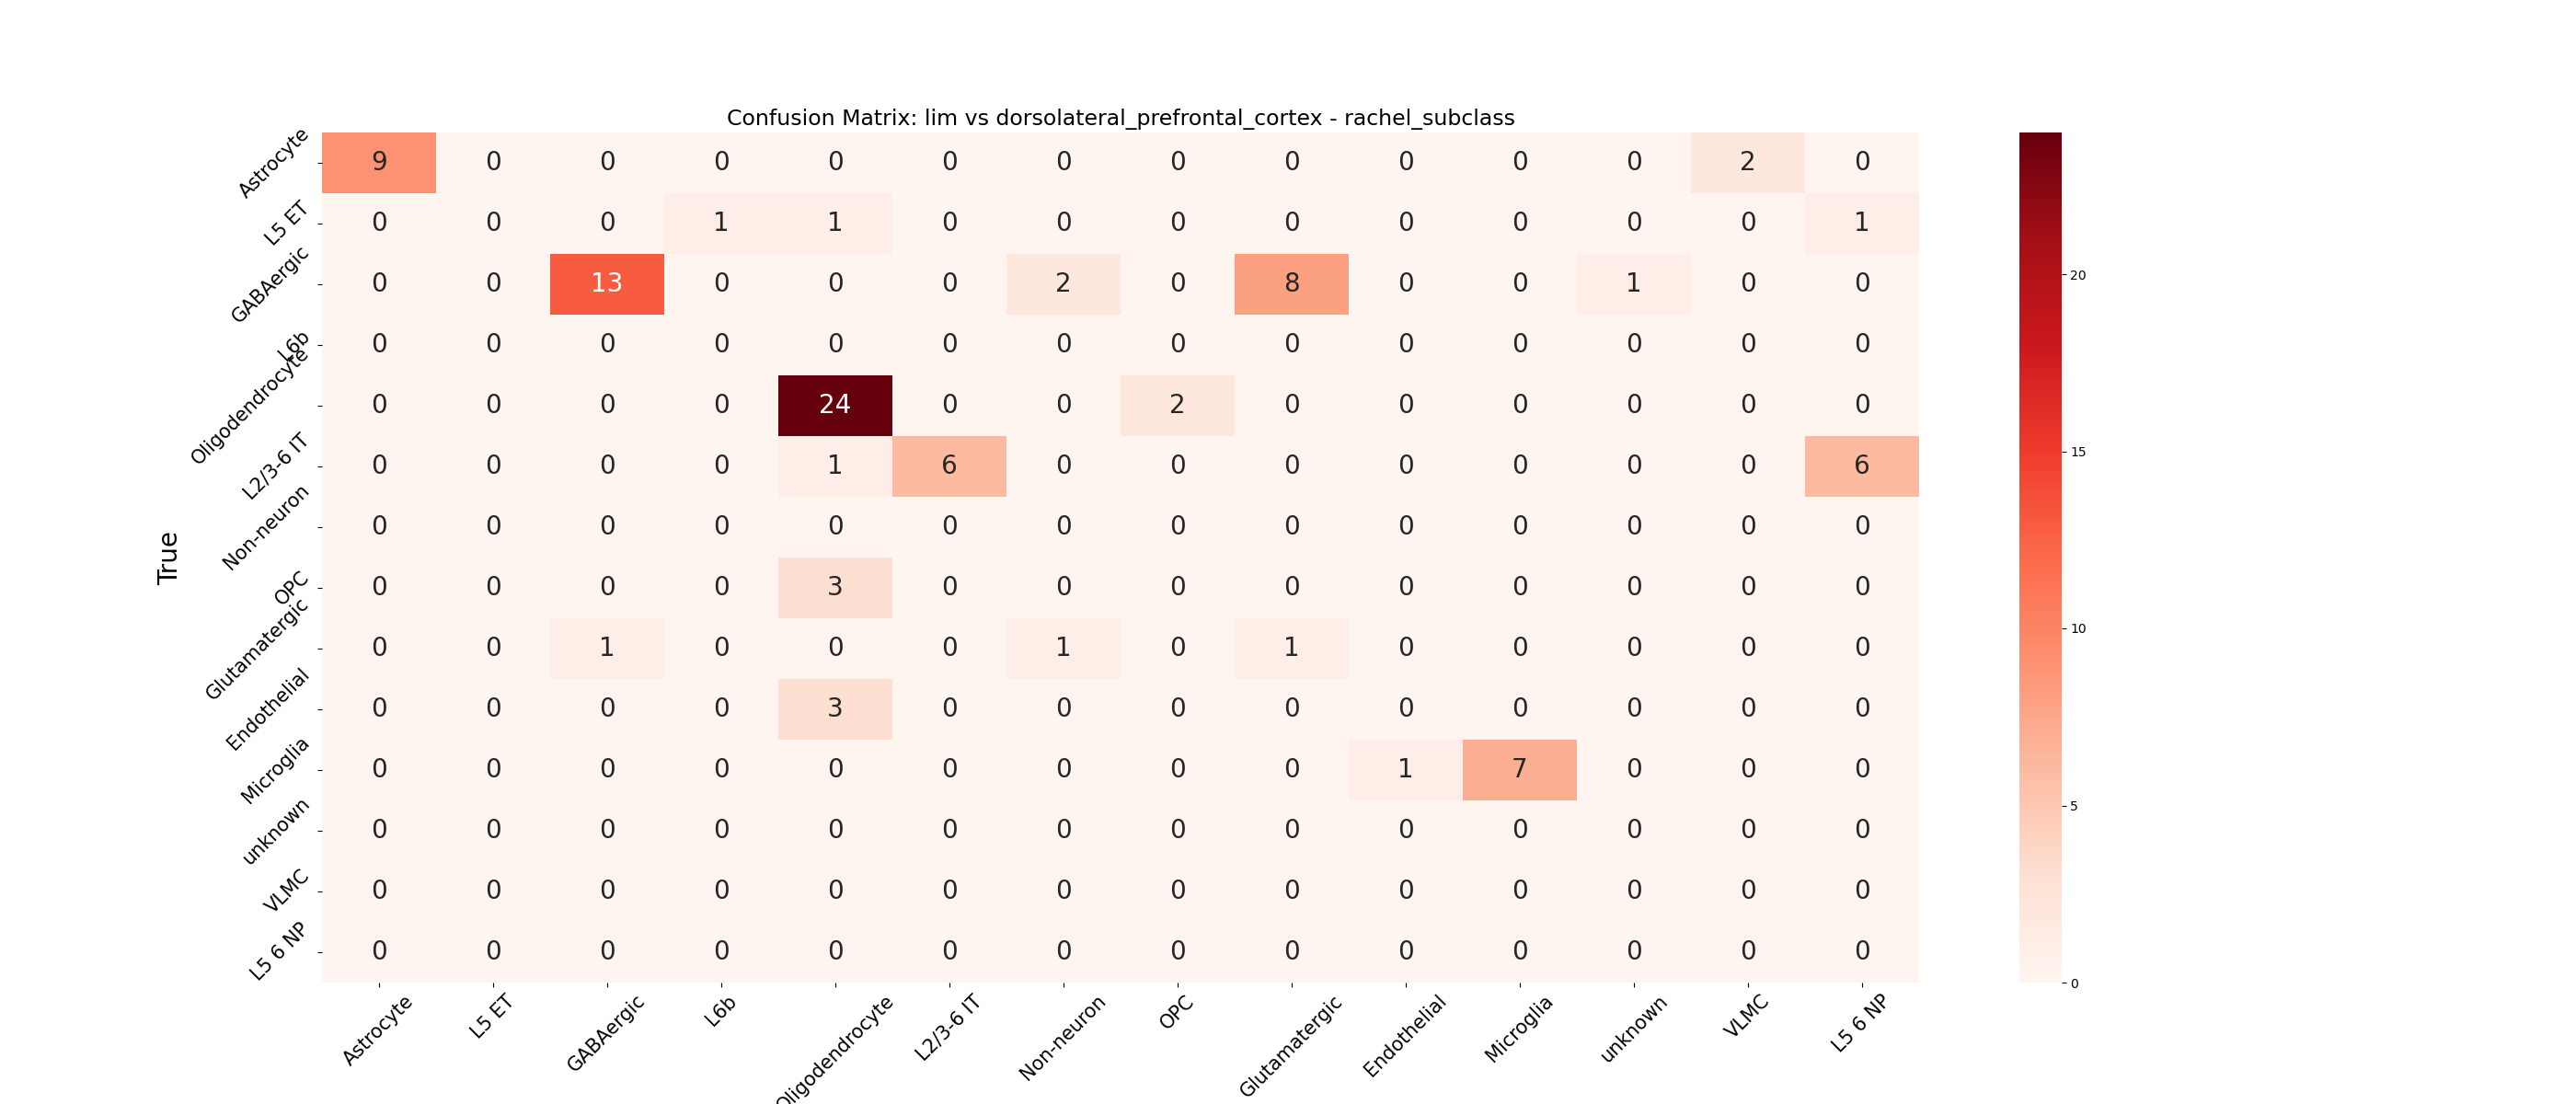 Confusion Matrix: lim vs dorsolateral_prefrontal_cortex - rachel_subclass
True
Astrocyte 9 0 0 0 0 0 0 0 0 0 0 0 2 0
L5 ET 0 0 0 1 1 0 0 0 0 0 0 0 0 1
GABAergic 0 0 13 0 0 0 2 0 8 0 0 1 0 0
L6b 0 0 0 0 0 0 0 0 0 0 0 0 0 0
Oligodendrocyte 0 0 0 0 24 0 0 2 0 0 0 0 0 0
L2/3-6 IT 0 0 0 0 1 6 0 0 0 0 0 0 0 6
Non-neuron 0 0 0 0 0 0 0 0 0 0 0 0 0 0
OPC 0 0 0 0 3 0 0 0 0 0 0 0 0 0
Glutamatergic 0 0 1 0 0 0 1 0 1 0 0 0 0 0
Endothelial 0 0 0 0 3 0 0 0 0 0 0 0 0 0
Microglia 0 0 0 0 0 0 0 0 0 1 7 0 0 0
unknown 0 0 0 0 0 0 0 0 0 0 0 0 0 0
VLMC 0 0 0 0 0 0 0 0 0 0 0 0 0 0
L5 6 NP 0 0 0 0 0 0 0 0 0 0 0 0 0 0
Astrocyte L5 ET GABAergic L6b Oligodendrocyte L2/3-6 IT Non-neuron OPC Glutamatergic Endothelial Microglia unknown VLMC L5 6 NP
20
15
10
5
0